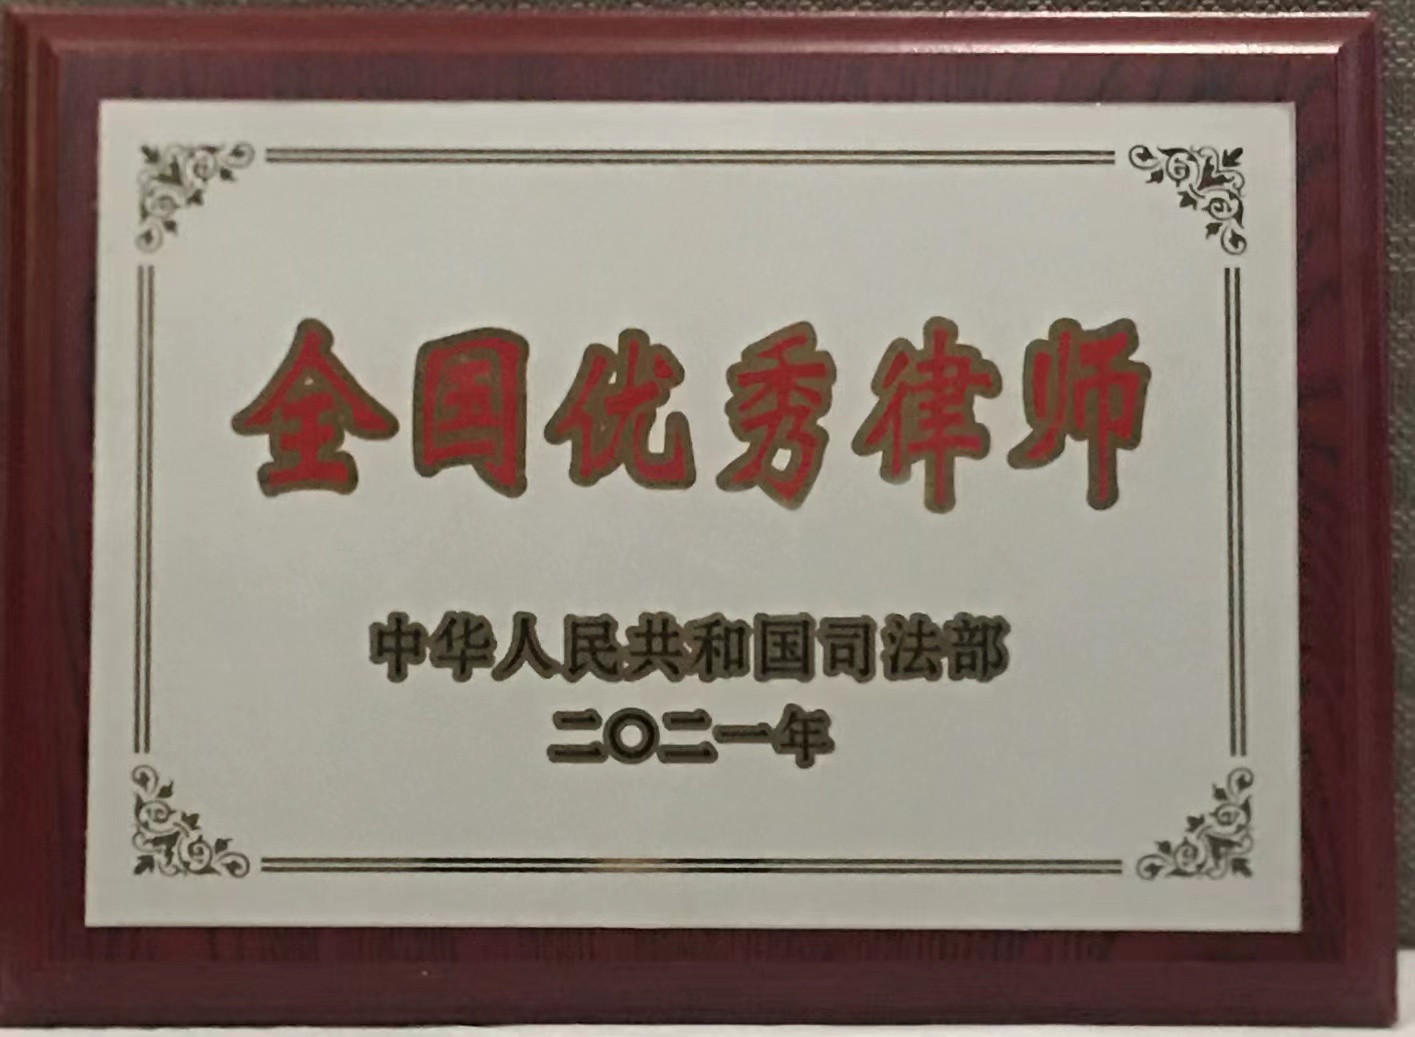 全国优秀律师
中华人民共和国司法部
二〇二一年